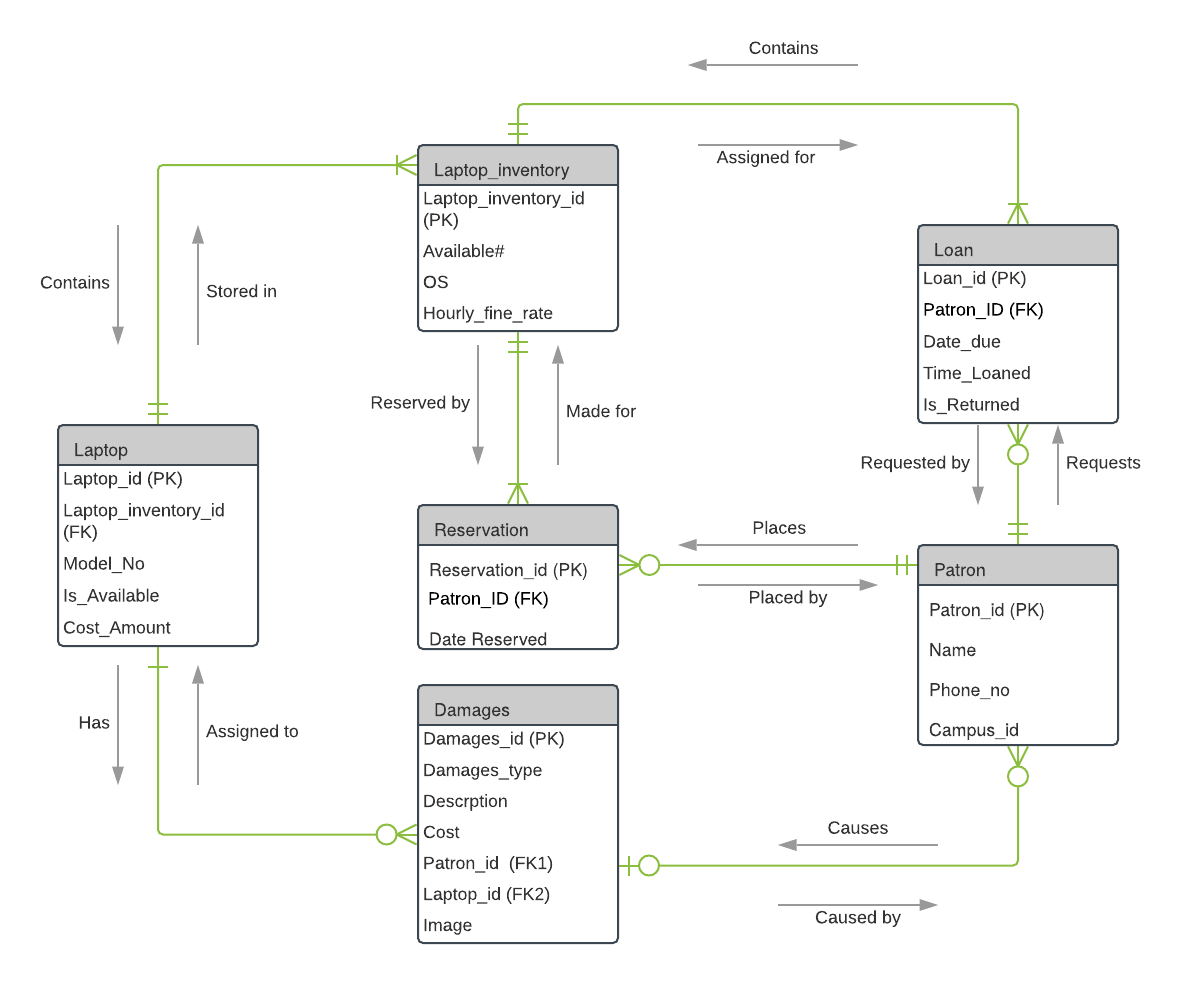 Contains
Assigned for
Laptop_inventory
Laptop_inventory_id
(PK)
Available#
OS
Hourly_fine_rate
Loan
Loan_id (PK)
Patron_ID (FK)
Date_due
Time_Loaned
Is_Returned
Contains
Stored in
Reserved by
Made for
Requested by
Requests
Laptop
Laptop_id (PK)
Laptop_inventory_id
(FK)
Model_No
Is_Available
Cost_Amount
Reservation
Reservation_id (PK)
Patron_ID (FK)
Date Reserved
Places
Placed by
Patron
Patron_id (PK)
Name
Phone_no
Campus_id
Has
Assigned to
Damages
Damages_id (PK)
Damages_type
Descrption
Cost
Patron_id  (FK1)
Laptop_id (FK2)
Image
Causes
Caused by